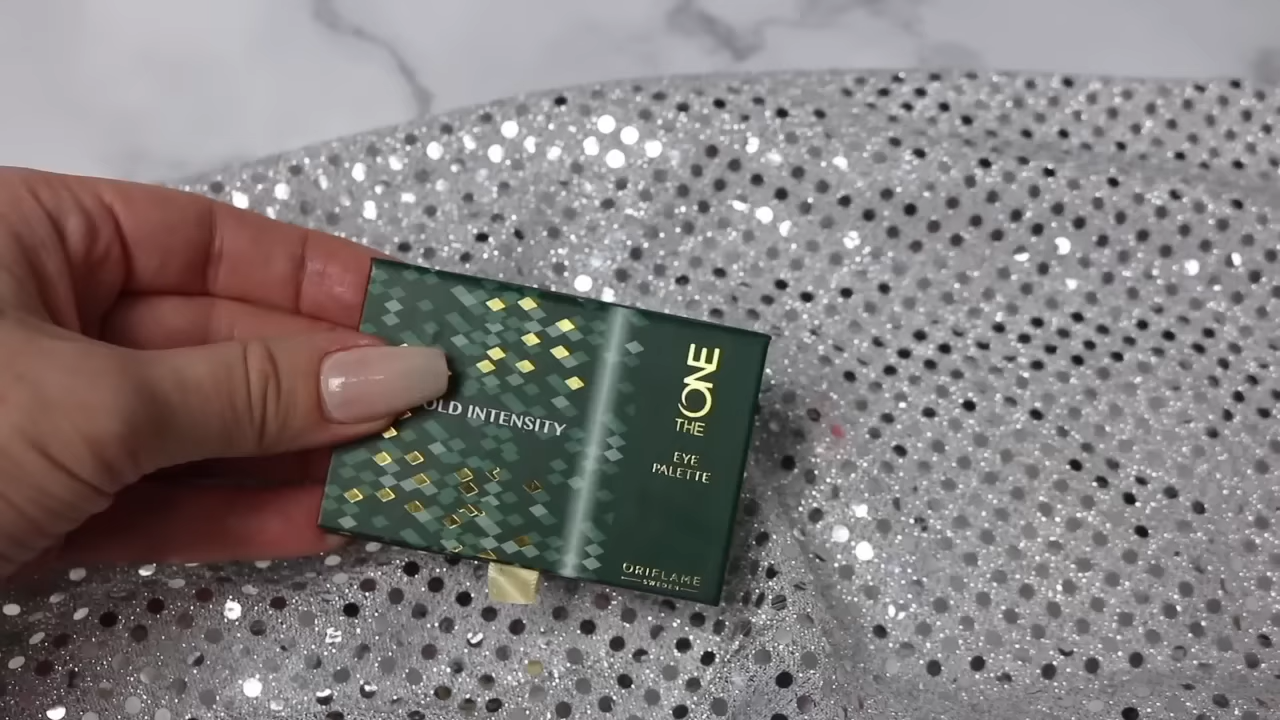 OLD INTENSITY
THE ONE
EYE
PALETTE
ORIFLAME
SWEDEN